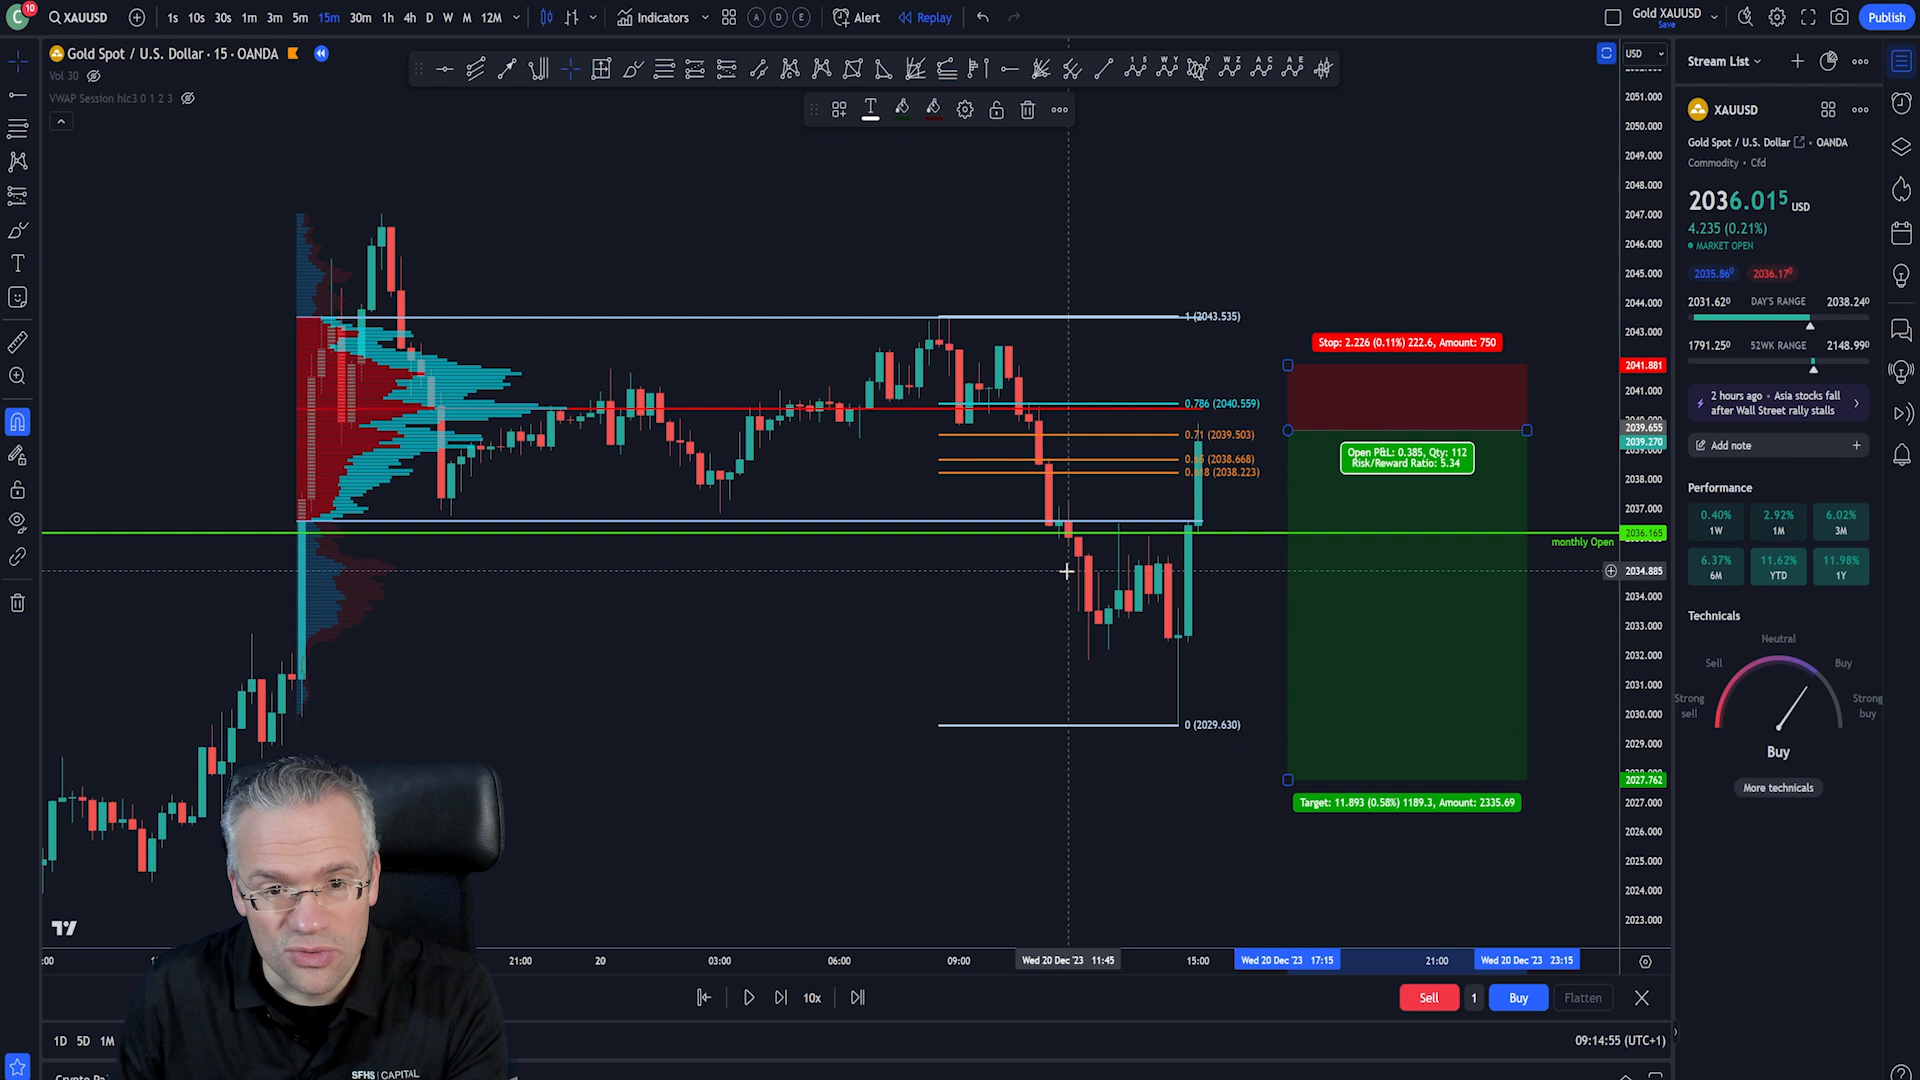 C
10
XAUUSD
1s 10s 30s 1m 3m 5m 15m 30m 1h 4h D W M 12M
Indicators
A D E
Alert
Replay
Gold XAUUSD
Save
Publish
Gold Spot / U.S. Dollar · 15 · OANDA
Vol 30
VWAP Session hlc3 0 1 2 3
USD
2051.000
2050.000
2049.000
2048.000
2047.000
2046.000
2045.000
2044.000
2043.000
2041.881
2041.000
2039.655
2039.270
2038.000
2037.000
2036.165
2034.885
2034.000
2033.000
2032.000
2031.000
2030.000
2029.000
2027.762
2027.000
2026.000
2025.000
2024.000
2023.000
1 (2043.535)
0.786 (2040.559)
0.71 (2039.503)
(2038.668)
(2038.223)
0 (2029.630)
monthly Open
Stop: 2.226 (0.11%) 222.6, Amount: 750
Open P&L: 0.385, Qty: 112
Risk/Reward Ratio: 5.34
Target: 11.893 (0.58%) 1189.3, Amount: 2335.69
21:00
20
03:00
06:00
09:00
Wed 20 Dec '23 11:45
15:00
Wed 20 Dec '23 17:15
21:00
Wed 20 Dec '23 23:15
10x
Sell
1
Buy
Flatten
1D 5D 1M
09:14:55 (UTC+1)
SFHS | CAPITAL
Stream List
XAUUSD
Gold Spot / U.S. Dollar · OANDA
Commodity · Cfd
2036.015 USD
4.235 (0.21%)
MARKET OPEN
2035.860 2036.170
2031.620 DAY'S RANGE 2038.240
1791.250 52WK RANGE 2148.990
2 hours ago · Asia stocks fall
after Wall Street rally stalls
Add note
Performance
0.40%
1W
2.92%
1M
6.02%
3M
6.37%
6M
11.62%
YTD
11.98%
1Y
Technicals
Neutral
Sell
Buy
Strong
sell
Strong
buy
Buy
More technicals